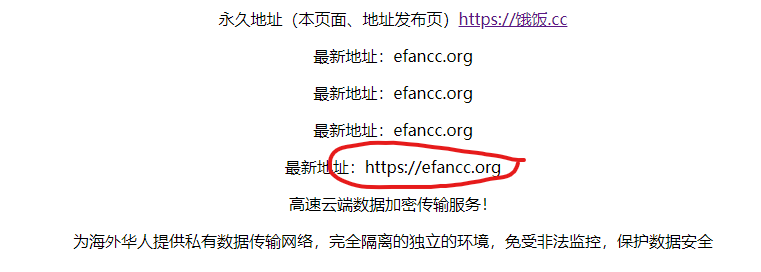 永久地址（本页面、地址发布页）https://饿饭.cc
最新地址：efancc.org
最新地址：efancc.org
最新地址：efancc.org
最新地址：https://efancc.org
高速云端数据加密传输服务！
为海外华人提供私有数据传输网络，完全隔离的独立的环境，免受非法监控，保护数据安全